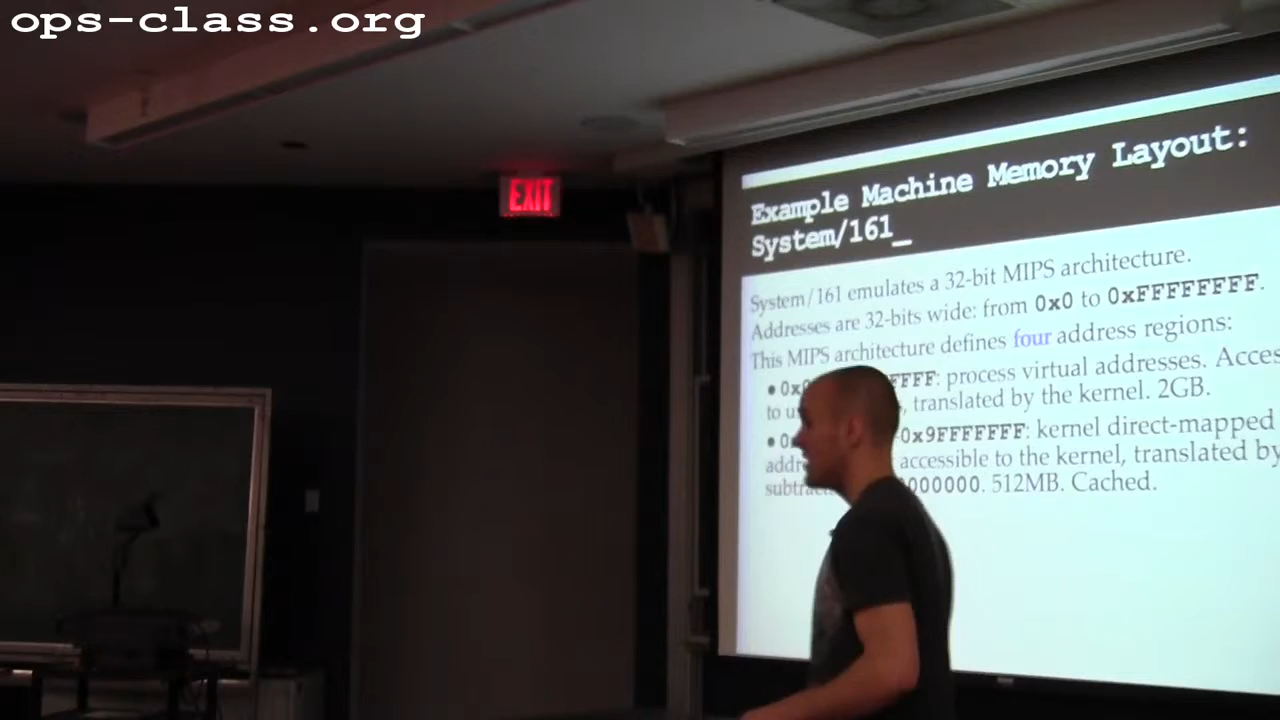 ops-class.org
EXIT
Example Machine Memory Layout:
System/161_
System/161 emulates a 32-bit MIPS architecture.
Addresses are 32-bits wide: from 0x0 to 0xFFFFFFFF.
This MIPS architecture defines four address regions:
• FFFF: process virtual addresses.
to translated by the kernel. 2GB.
• 0x9FFFFFFF: kernel direct-mapped
accessible to the kernel, translated by
000000. 512MB. Cached.